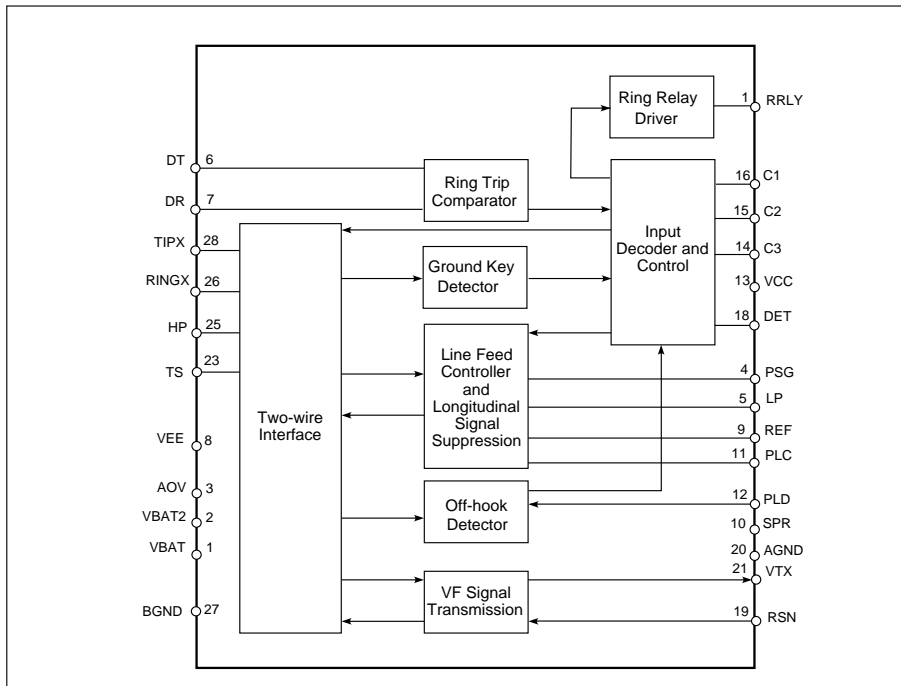 1 RRLY
Ring Relay
Driver
DT 6
DR 7
Ring Trip
Comparator
16 C1
15 C2
14 C3
13 VCC
18 DET
Input
Decoder and
Control
TIPX 28
RINGX 26
HP 25
TS 23
Ground Key
Detector
Two-wire
Interface
Line Feed
Controller
and
Longitudinal
Signal
Suppression
4 PSG
5 LP
9 REF
11 PLC
VEE 8
AOV 3
VBAT2 2
VBAT 1
BGND 27
Off-hook
Detector
12 PLD
10 SPR
20 AGND
21 VTX
VF Signal
Transmission
19 RSN